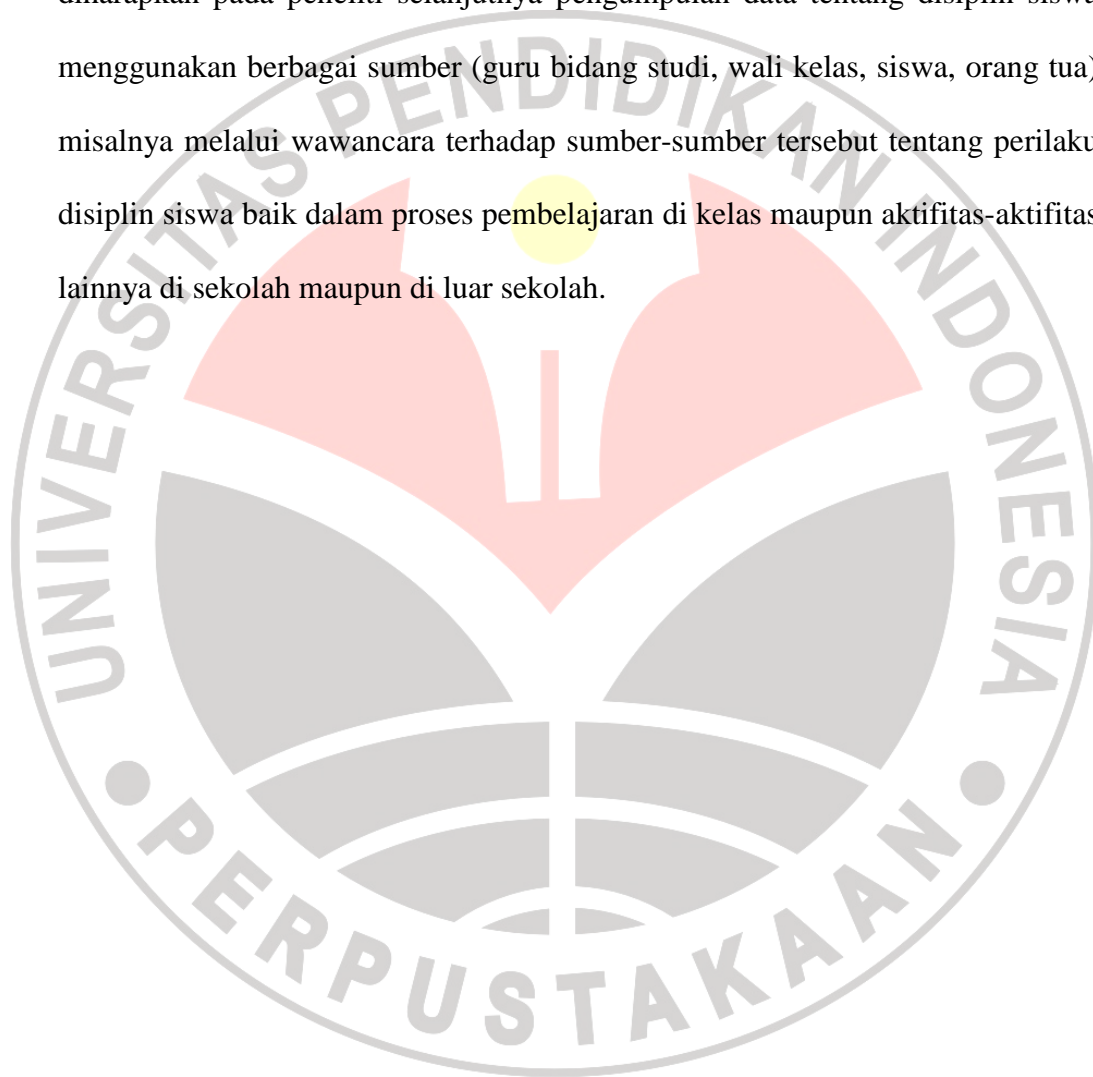 diharapkan pada peneliti selanjutnya pengumpulan data tentang disiplin siswa
menggunakan berbagai sumber (guru bidang studi, wali kelas, siswa, orang tua)
misalnya melalui wawancara terhadap sumber-sumber tersebut tentang perilaku
disiplin siswa baik dalam proses pembelajaran di kelas maupun aktifitas-aktifitas
lainnya di sekolah maupun di luar sekolah.
UNIVERSITAS PENDIDIKAN INDONESIA
PERPUSTAKAAN